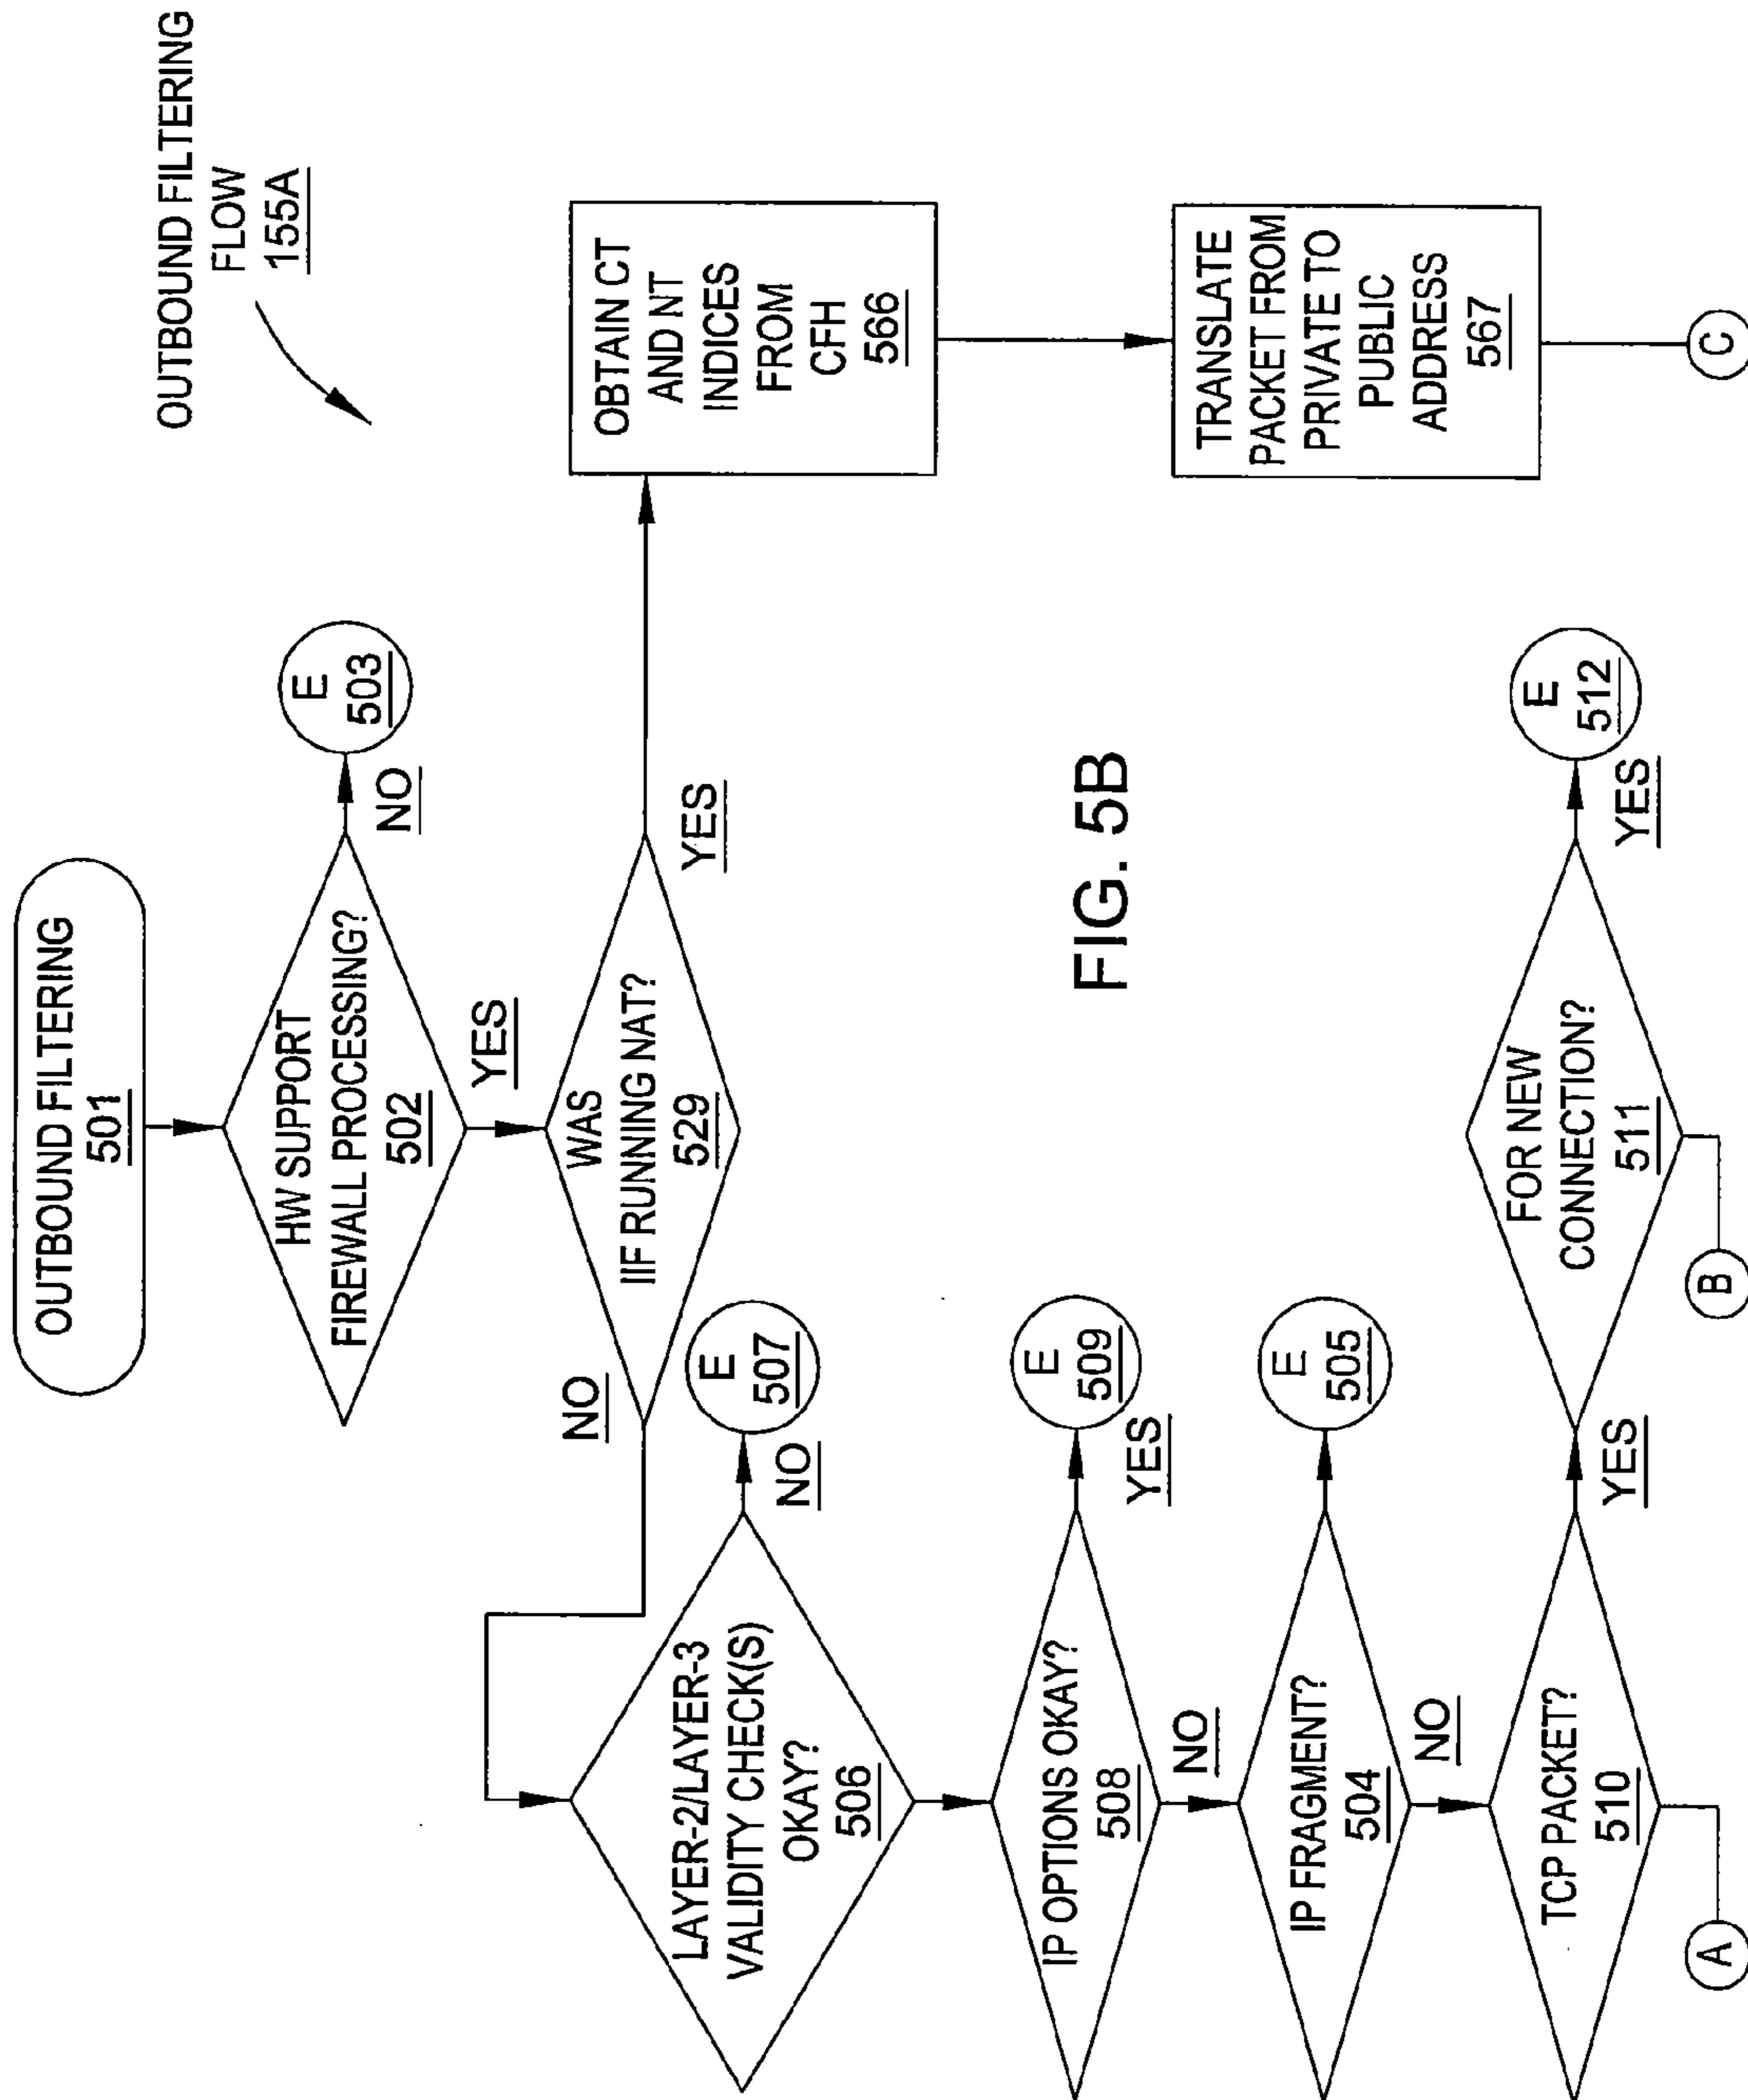 OUTBOUND FILTERING
FLOW
155A
OUTBOUND FILTERING
501
HW SUPPORT
FIREWALL PROCESSING?
502
NO
E
503
YES
WAS
IIF RUNNING NAT?
529
YES
OBTAIN CT
AND NT
INDICES
FROM
CFH
566
TRANSLATE
PACKET FROM
PRIVATE TO
PUBLIC
ADDRESS
567
C
NO
LAYER-2/LAYER-3
VALIDITY CHECK(S)
OKAY?
506
NO
E
507
IP OPTIONS OKAY?
508
YES
E
509
NO
IP FRAGMENT?
504
E
505
NO
TCP PACKET?
510
A
YES
FOR NEW
CONNECTION?
511
B
YES
E
512
FIG. 5B